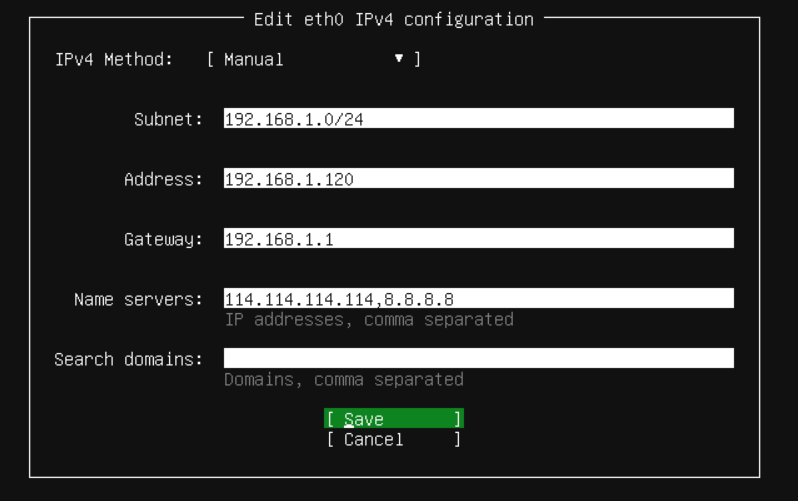 Edit eth0 IPv4 configuration
IPv4 Method: [ Manual ▼ ]
Subnet: 192.168.1.0/24
Address: 192.168.1.120
Gateway: 192.168.1.1
Name servers: 114.114.114.114,8.8.8.8
IP addresses, comma separated
Search domains:
Domains, comma separated
[ Save ]
[ Cancel ]